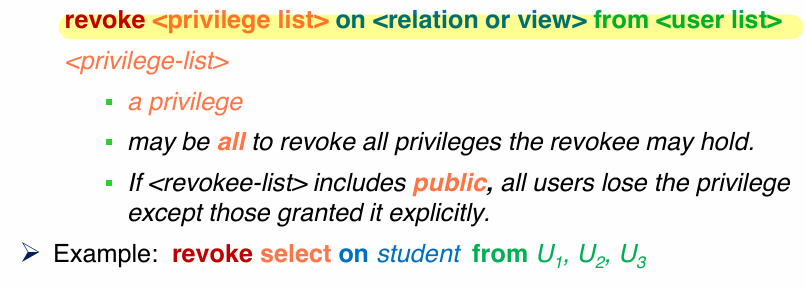 revoke <privilege list> on <relation or view> from <user list>
<privilege-list>
▪ a privilege
▪ may be all to revoke all privileges the revokee may hold.
▪ If <revokee-list> includes public, all users lose the privilege
except those granted it explicitly.
➢ Example: revoke select on student from U1, U2, U3